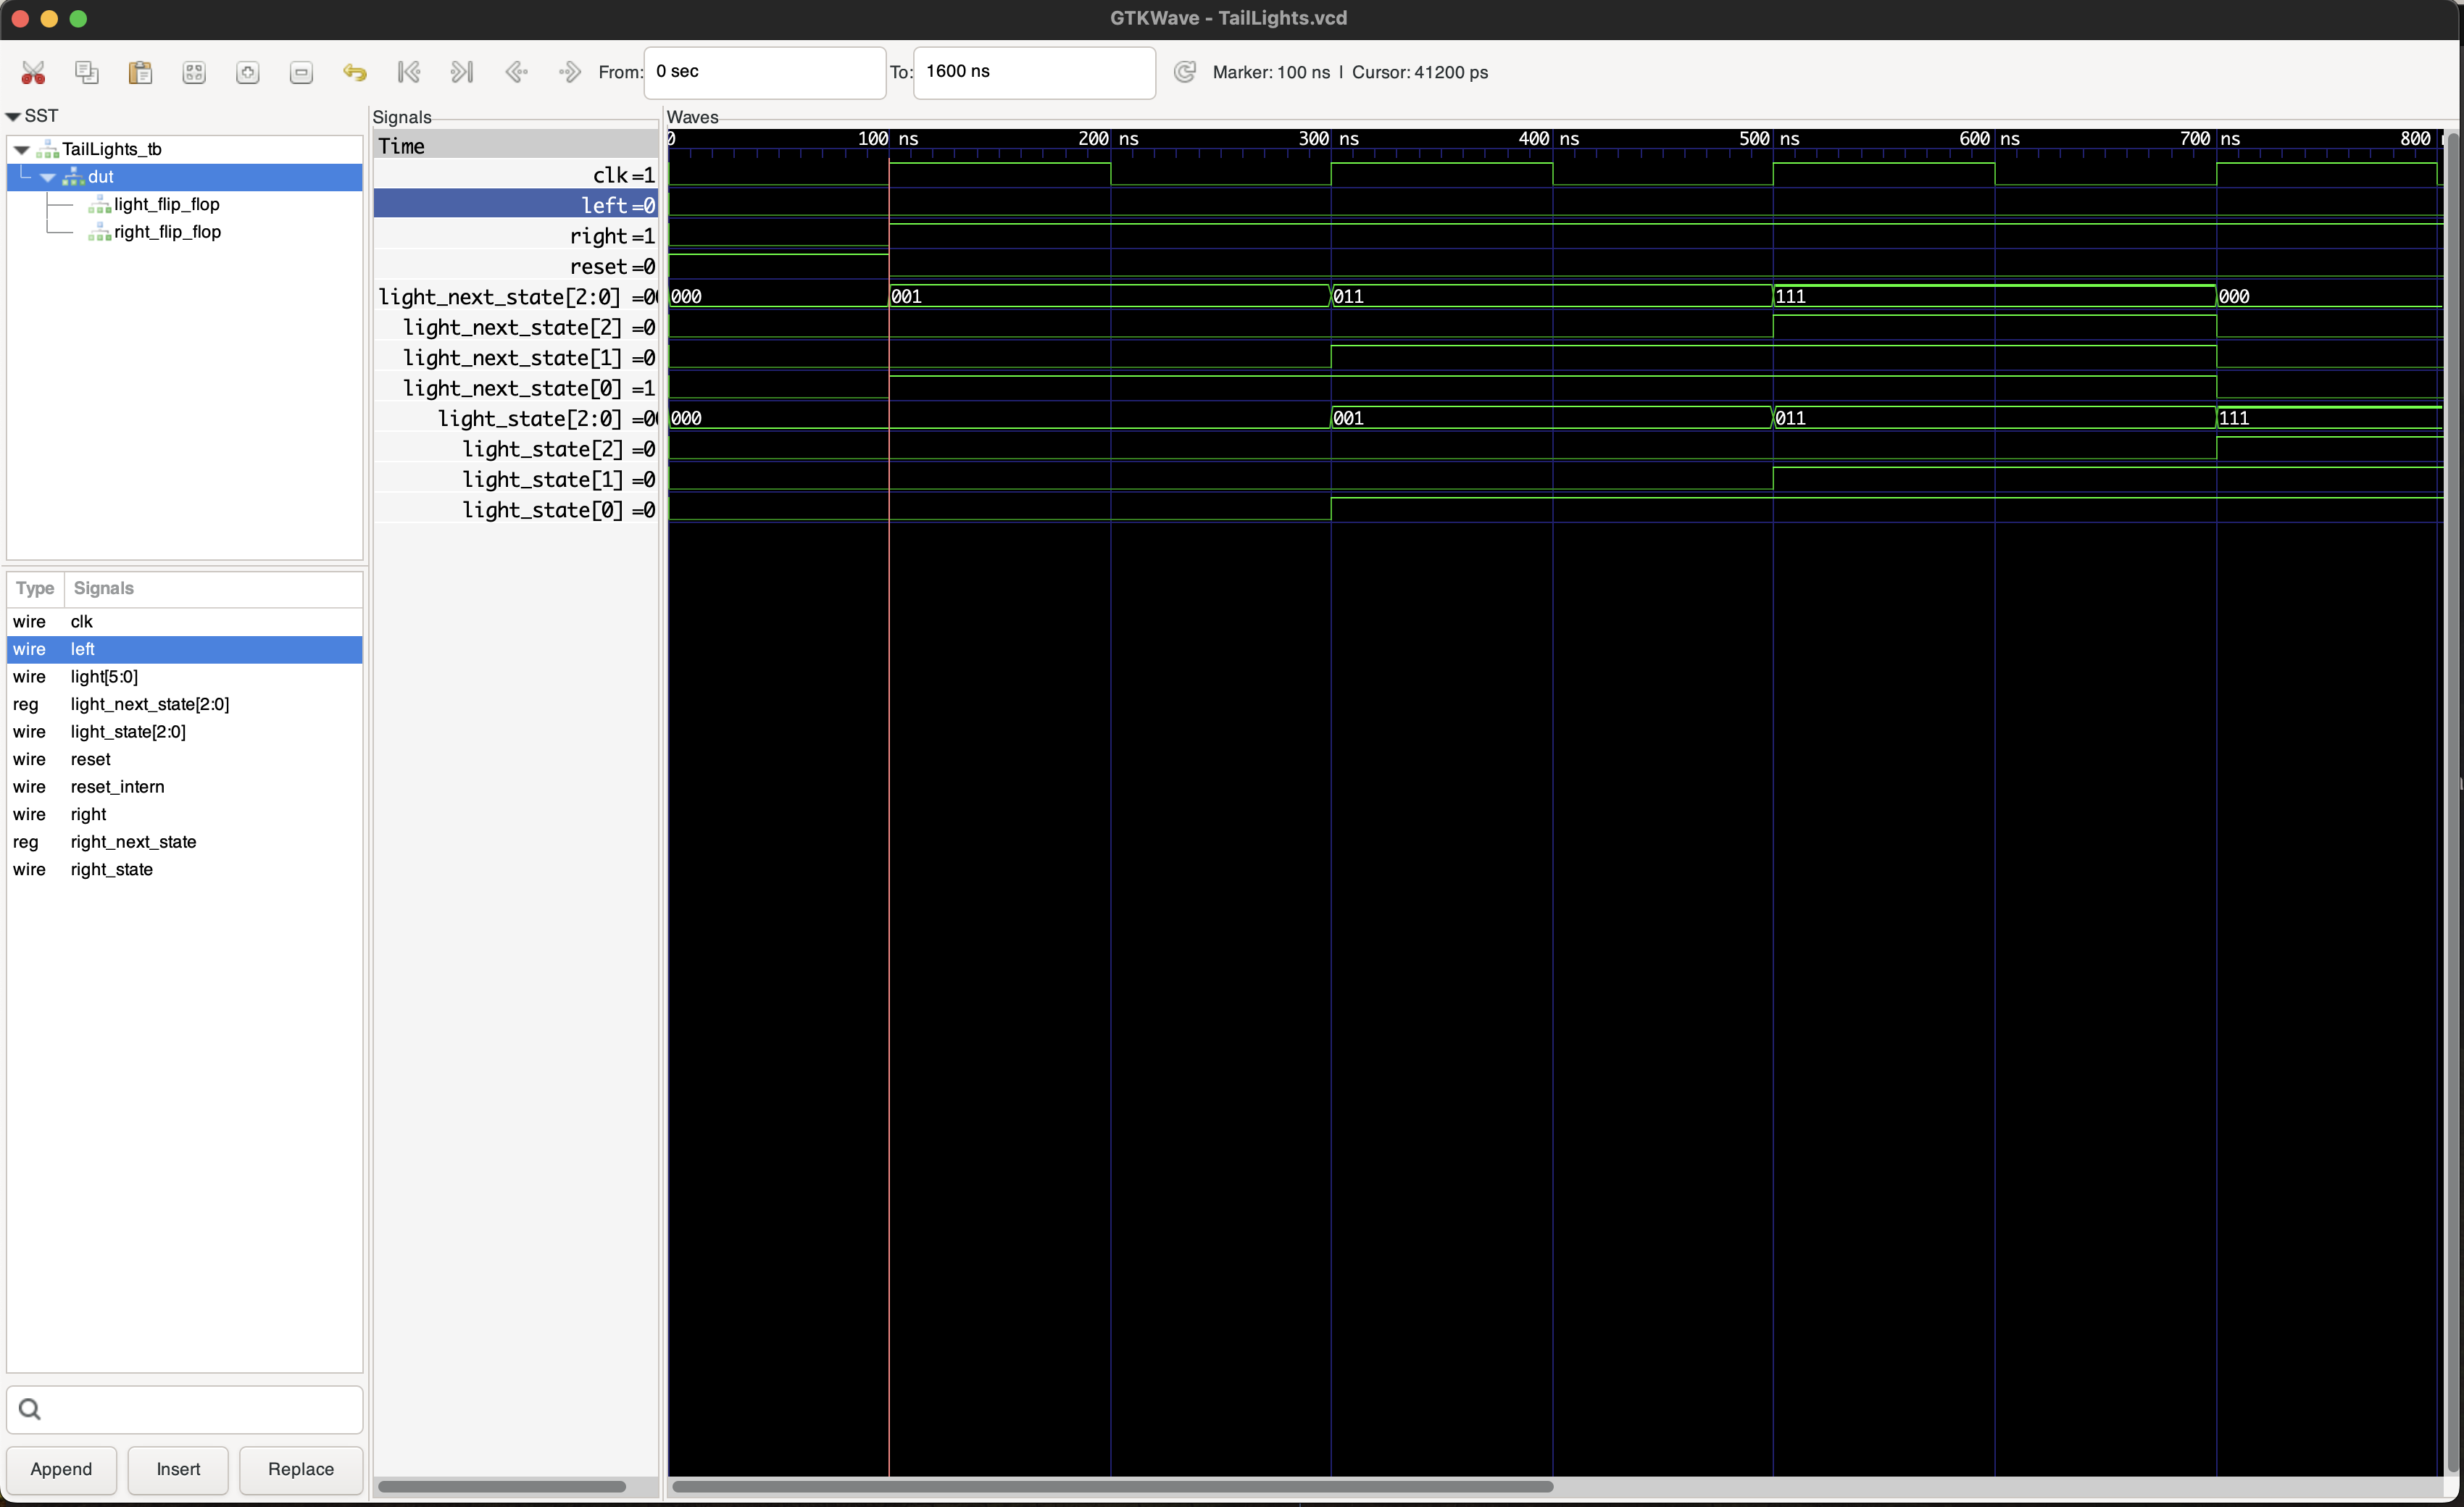 GTKWave - TailLights.vcd
From: 0 sec To: 1600 ns Marker: 100 ns | Cursor: 41200 ps
SST
TailLights_tb
dut
light_flip_flop
right_flip_flop
Type Signals
wire clk
wire left
wire light[5:0]
reg light_next_state[2:0]
wire light_state[2:0]
wire reset
wire reset_intern
wire right
reg right_next_state
wire right_state
Append Insert Replace
Signals
Time
clk=1
left=0
right=1
reset=0
light_next_state[2:0] =00
light_next_state[2] =0
light_next_state[1] =0
light_next_state[0] =1
light_state[2:0] =00
light_state[2] =0
light_state[1] =0
light_state[0] =0
Waves
0 100 ns 200 ns 300 ns 400 ns 500 ns 600 ns 700 ns 800
000 001 011 111 000
000 001 011 111